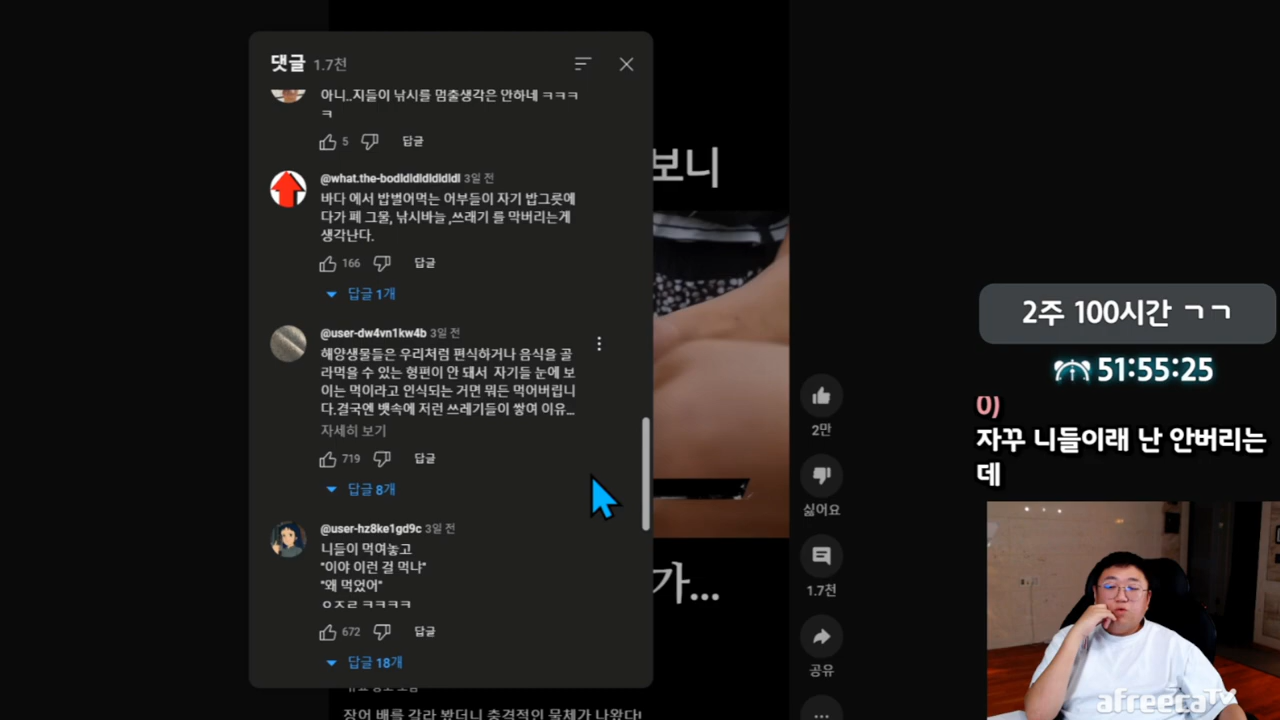 댓글 1.7천
아니..지들이 낚시를 멈출생각은 안하네 ㅋㅋㅋ
ㅋ
5 답글
@what.the-bodldldldldldldl 3일 전
바다 에서 밥벌어먹는 어부들이 자기 밥그릇에
다가 폐 그물, 낚시바늘 ,쓰래기 를 막버리는게
생각난다.
166 답글
답글 1개
@user-dw4vn1kw4b 3일 전
해양생물들은 우리처럼 편식하거나 음식을 골
라먹을 수 있는 형편이 안 돼서 자기들 눈에 보
이는 먹이라고 인식되는 거면 뭐든 먹어버립니
다.결국엔 뱃속에 저런 쓰레기들이 쌓여 이유...
자세히 보기
719 답글
답글 8개
@user-hz8ke1gd9c 3일 전
니들이 먹여놓고
"이야 이런 걸 먹냐"
"왜 먹었어"
ㅇㅈㄹ ㅋㅋㅋㅋ
672 답글
답글 18개
장어 배를 갈라 봤더니 충격적인 물체가 나왔다!
보니
가...
2만
싫어요
1.7천
공유
2주 100시간 ㄱㄱ
51:55:25
0)
자꾸 니들이래 난 안버리는
데
afreecaTV